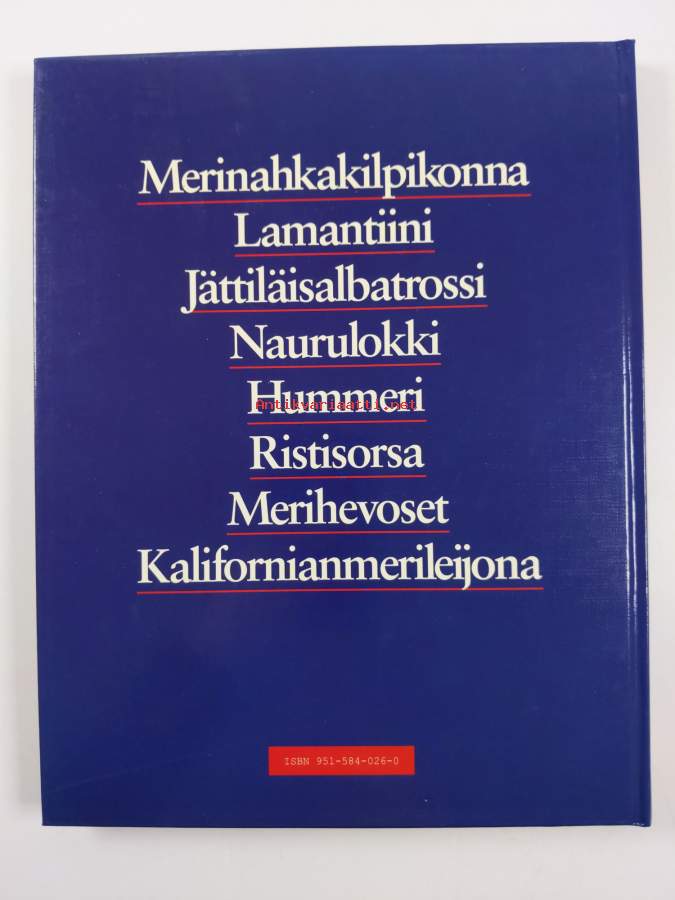 Merinahkakilpikonna
Lamantiini
Jättiläisalbatrossi
Naurulokki
Hummeri
Antikvariaatti.net
Ristisorsa
Merihevoset
Kalifornianmerileijona
ISBN 951-584-026-0